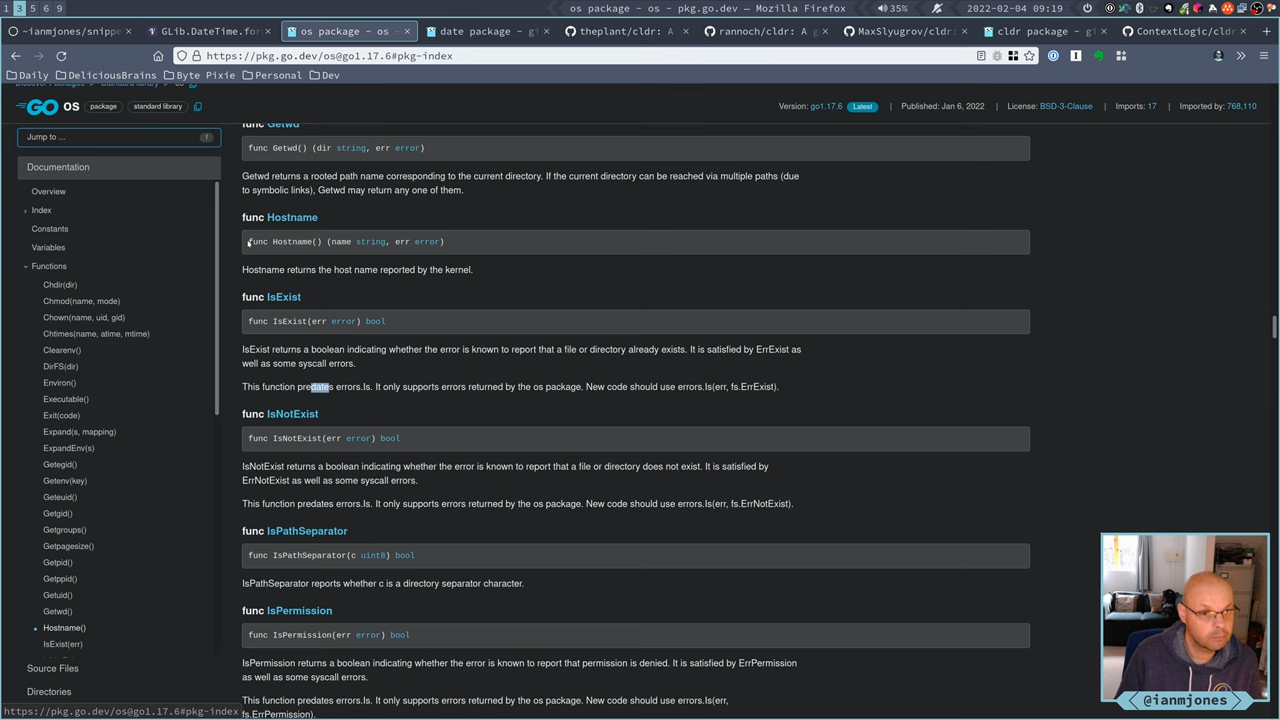 1 3 5 6 9
os package - os - pkg.go.dev — Mozilla Firefox
35%
2022-02-04 09:19
~ianmjones/snippe
GLib.DateTime.for
os package - os -
date package - gi
theplant/cldr: A
rannoch/cldr: A g
MaxSlyugrov/cldr
cldr package - gi
ContextLogic/cldr
https://pkg.go.dev/os@go1.17.6#pkg-index
Daily
DeliciousBrains
Byte Pixie
Personal
Dev
Discover Packages
Standard library
os
GO os
package
standard library
Version: go1.17.6
Latest
Published: Jan 6, 2022
License: BSD-3-Clause
Imports: 17
Imported by: 768,110
Jump to ...
f
Documentation
Overview
Index
Constants
Variables
Functions
Chdir(dir)
Chmod(name, mode)
Chown(name, uid, gid)
Chtimes(name, atime, mtime)
Clearenv()
DirFS(dir)
Environ()
Executable()
Exit(code)
Expand(s, mapping)
ExpandEnv(s)
Getegid()
Getenv(key)
Geteuid()
Getgid()
Getgroups()
Getpagesize()
Getpid()
Getppid()
Getuid()
Getwd()
Hostname()
IsExist(err)
Source Files
Directories
func Getwd
func Getwd() (dir string, err error)
Getwd returns a rooted path name corresponding to the current directory. If the current directory can be reached via multiple paths (due
to symbolic links), Getwd may return any one of them.
func Hostname
func Hostname() (name string, err error)
Hostname returns the host name reported by the kernel.
func IsExist
func IsExist(err error) bool
IsExist returns a boolean indicating whether the error is known to report that a file or directory already exists. It is satisfied by ErrExist as
well as some syscall errors.
This function predates errors.Is. It only supports errors returned by the os package. New code should use errors.Is(err, fs.ErrExist).
func IsNotExist
func IsNotExist(err error) bool
IsNotExist returns a boolean indicating whether the error is known to report that a file or directory does not exist. It is satisfied by
ErrNotExist as well as some syscall errors.
This function predates errors.Is. It only supports errors returned by the os package. New code should use errors.Is(err, fs.ErrNotExist).
func IsPathSeparator
func IsPathSeparator(c uint8) bool
IsPathSeparator reports whether c is a directory separator character.
func IsPermission
func IsPermission(err error) bool
IsPermission returns a boolean indicating whether the error is known to report that permission is denied. It is satisfied by ErrPermission
as well as some syscall errors.
This function predates errors.Is. It only supports errors returned by the os package. New code should use errors.Is(err,
fs.ErrPermission).
https://pkg.go.dev/os@go1.17.6#pkg-index
@ianmjones